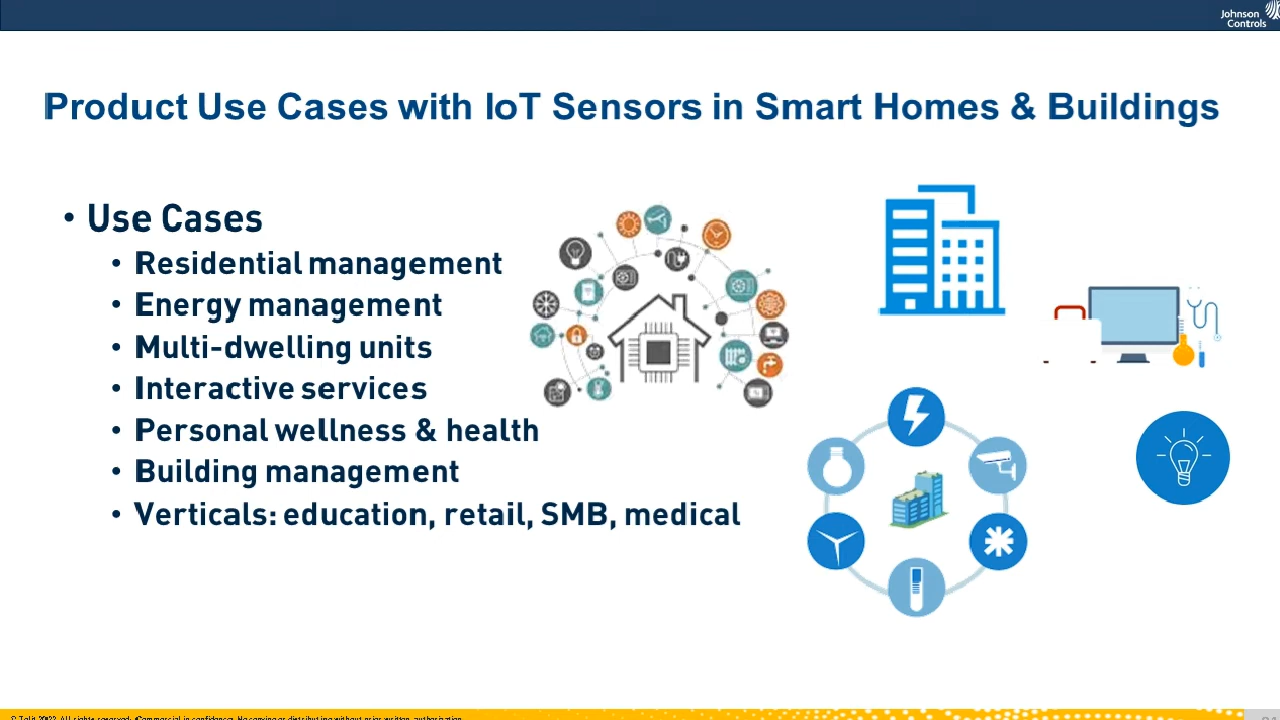 Johnson
Controls
Product Use Cases with IoT Sensors in Smart Homes & Buildings
• Use Cases
• Residential management
• Energy management
• Multi-dwelling units
• Interactive services
• Personal wellness & health
• Building management
• Verticals: education, retail, SMB, medical